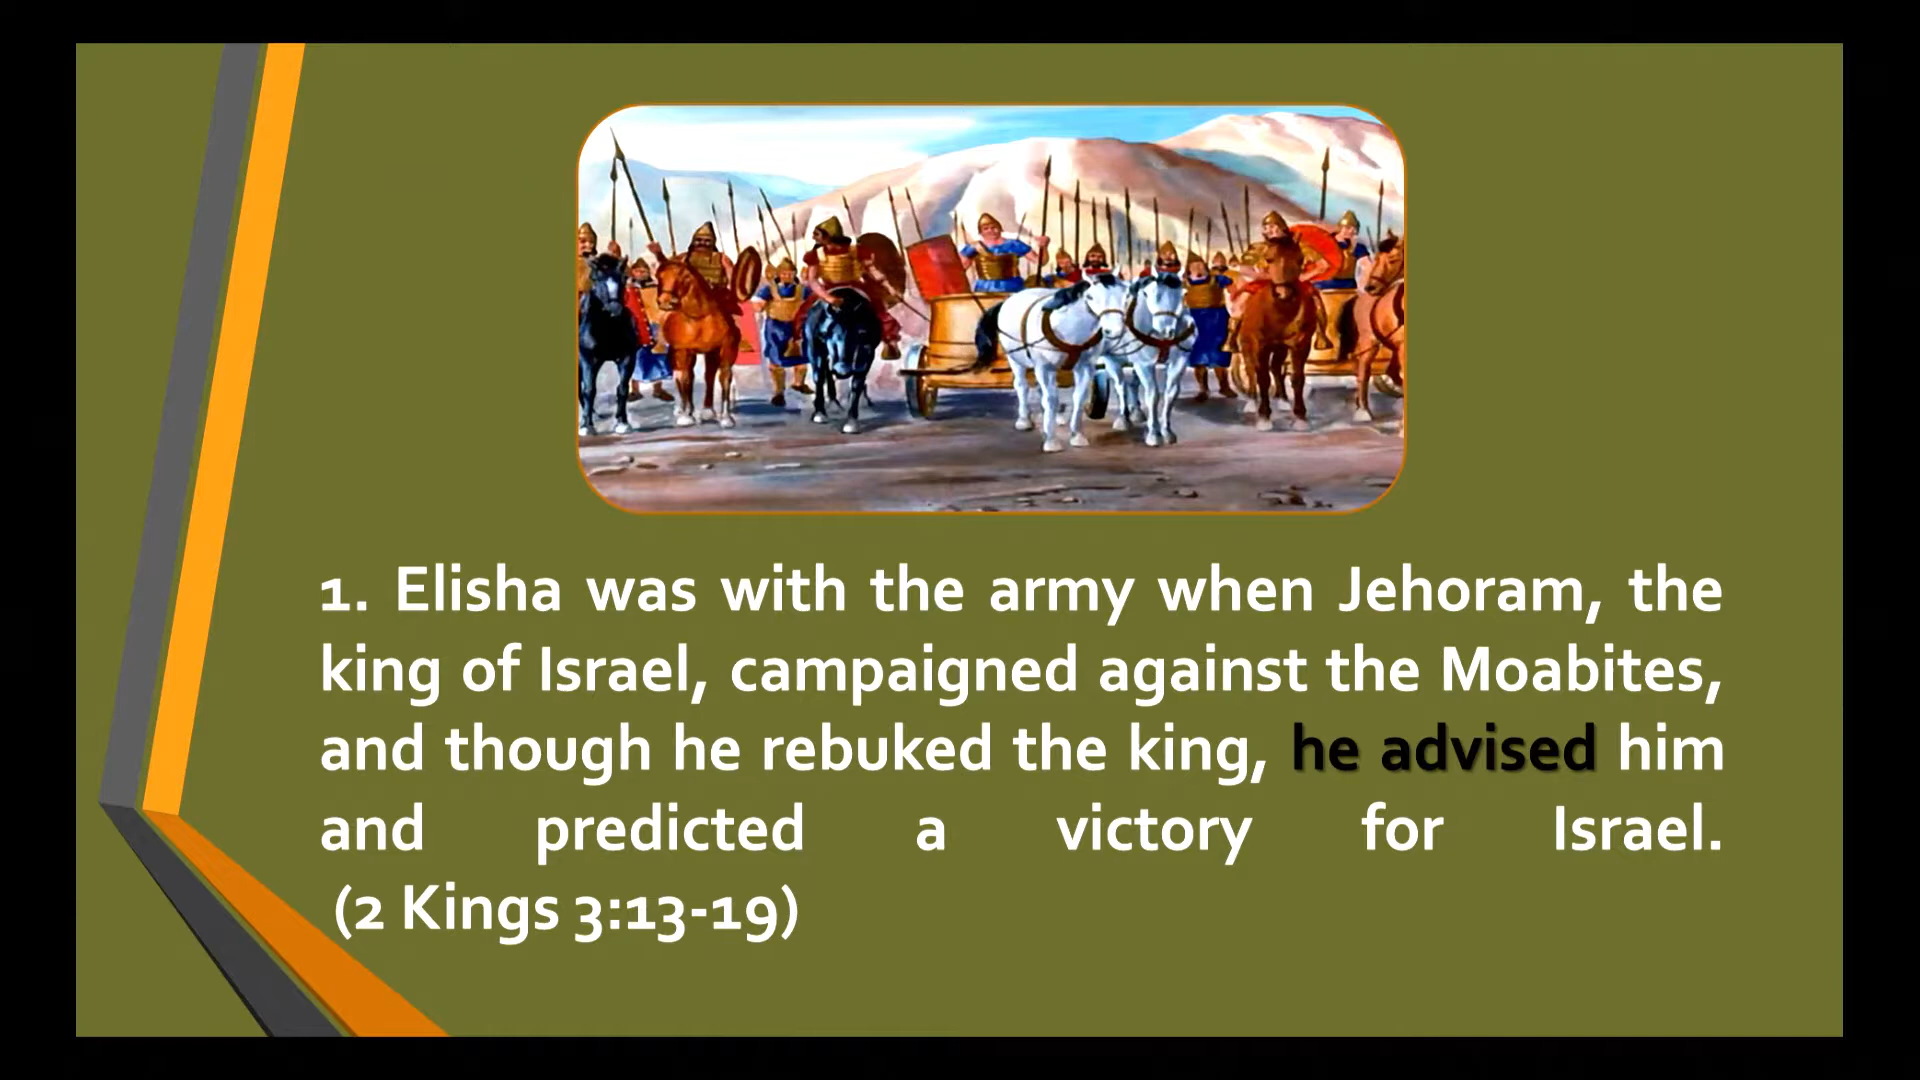 1. Elisha was with the army when Jehoram, the
king of Israel, campaigned against the Moabites,
and though he rebuked the king, he advised him
and predicted a victory for Israel.
(2 Kings 3:13-19)